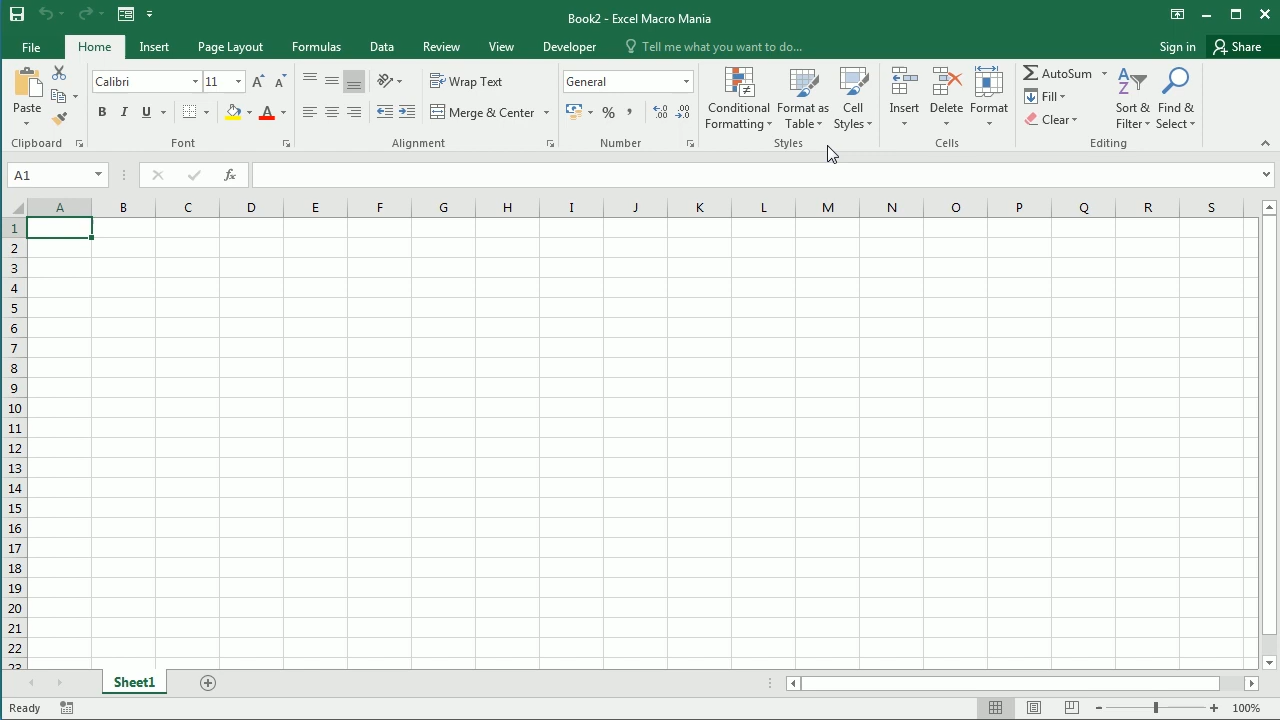 Book2 - Excel Macro Mania
File Home Insert Page Layout Formulas Data Review View Developer Tell me what you want to do... Sign in Share
Paste
Clipboard
Calibri 11
B I U A
Font
Wrap Text
Merge & Center
Alignment
General
% ,
Number
Conditional Formatting
Format as Table
Cell Styles
Styles
Insert Delete Format
Cells
AutoSum
Fill
Clear
Sort & Filter
Find & Select
Editing
A1 fx
A B C D E F G H I J K L M N O P Q R S
1
2
3
4
5
6
7
8
9
10
11
12
13
14
15
16
17
18
19
20
21
22
23
Sheet1
Ready 100%